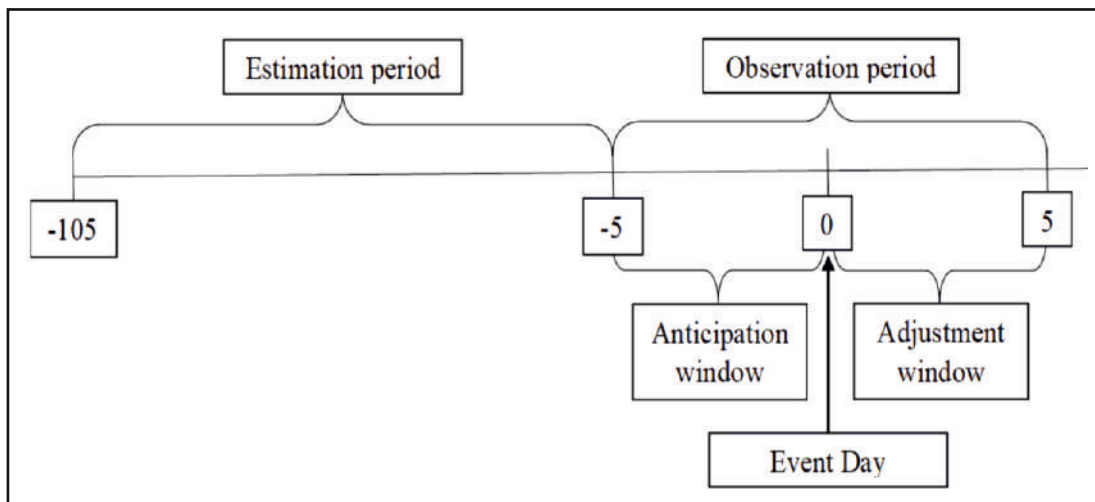 Estimation period
Observation period
-105
-5
0
5
Anticipation
window
Adjustment
window
Event Day